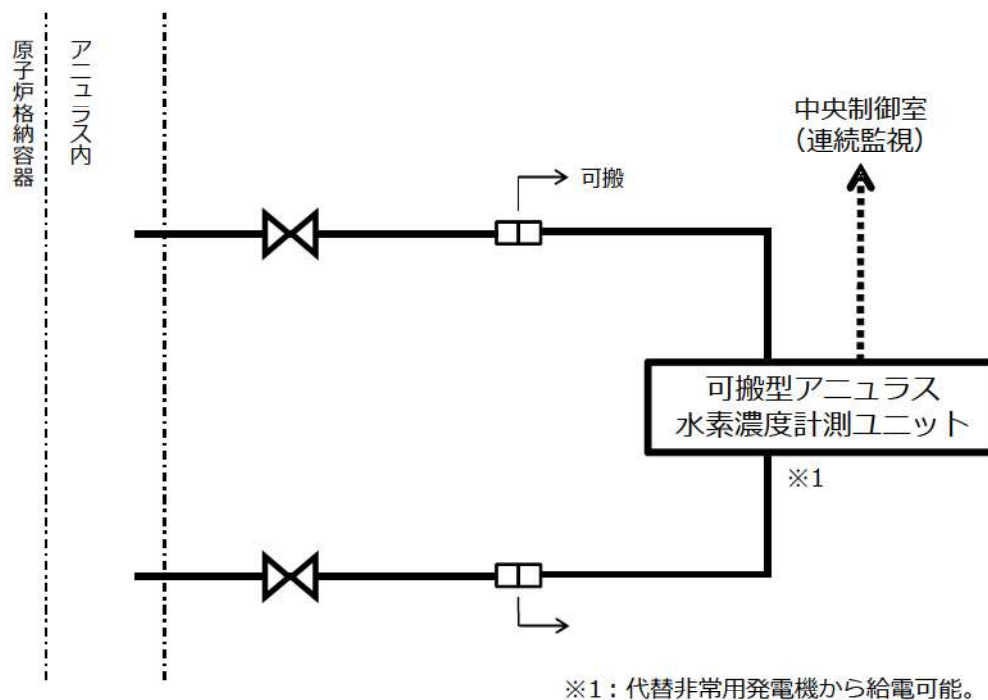 原子炉格納容器
アニュラス内
中央制御室
（連続監視）
可搬
可搬型アニュラス
水素濃度計測ユニット
※1
※1：代替非常用発電機から給電可能。